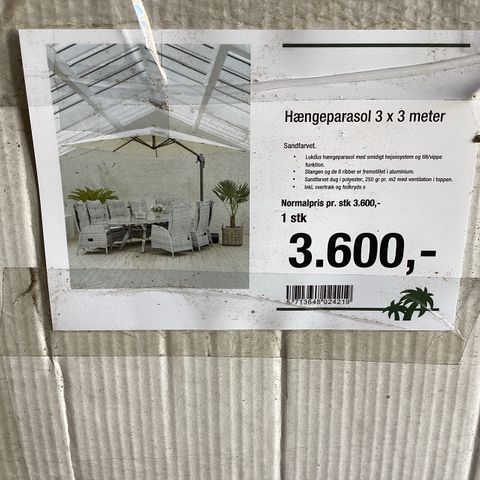 Hængeparasol 3 x 3 meter
Sandfarvet.
• Luksus hængeparasol med smidigt hejsesystem og tilt/vippe
funktion.
• Stangen og de 8 ribber er fremstillet i aluminium.
• Sandfarvet dug i polyester, 250 gr pr. m2 med ventilation i toppen.
• Inkl. overtræk og fodkryds s
Normalpris pr. stk 3.600,-
1 stk
3.600,-
5713648024219